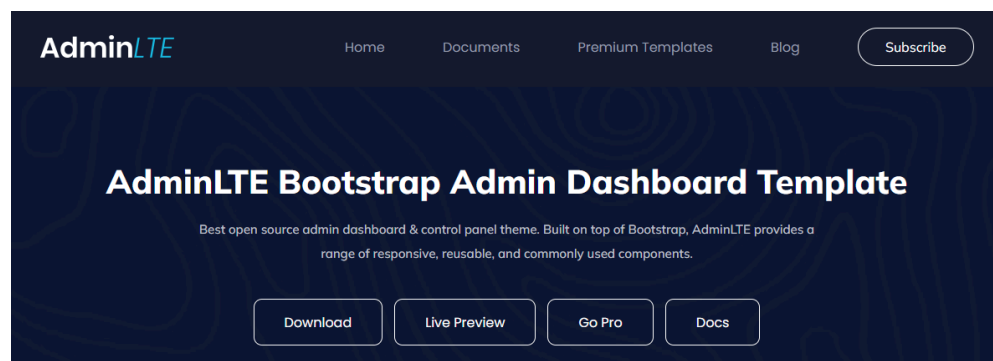 AdminLTE Home Documents Premium Templates Blog Subscribe
AdminLTE Bootstrap Admin Dashboard Template
Best open source admin dashboard & control panel theme. Built on top of Bootstrap, AdminLTE provides a
range of responsive, reusable, and commonly used components.
Download Live Preview Go Pro Docs